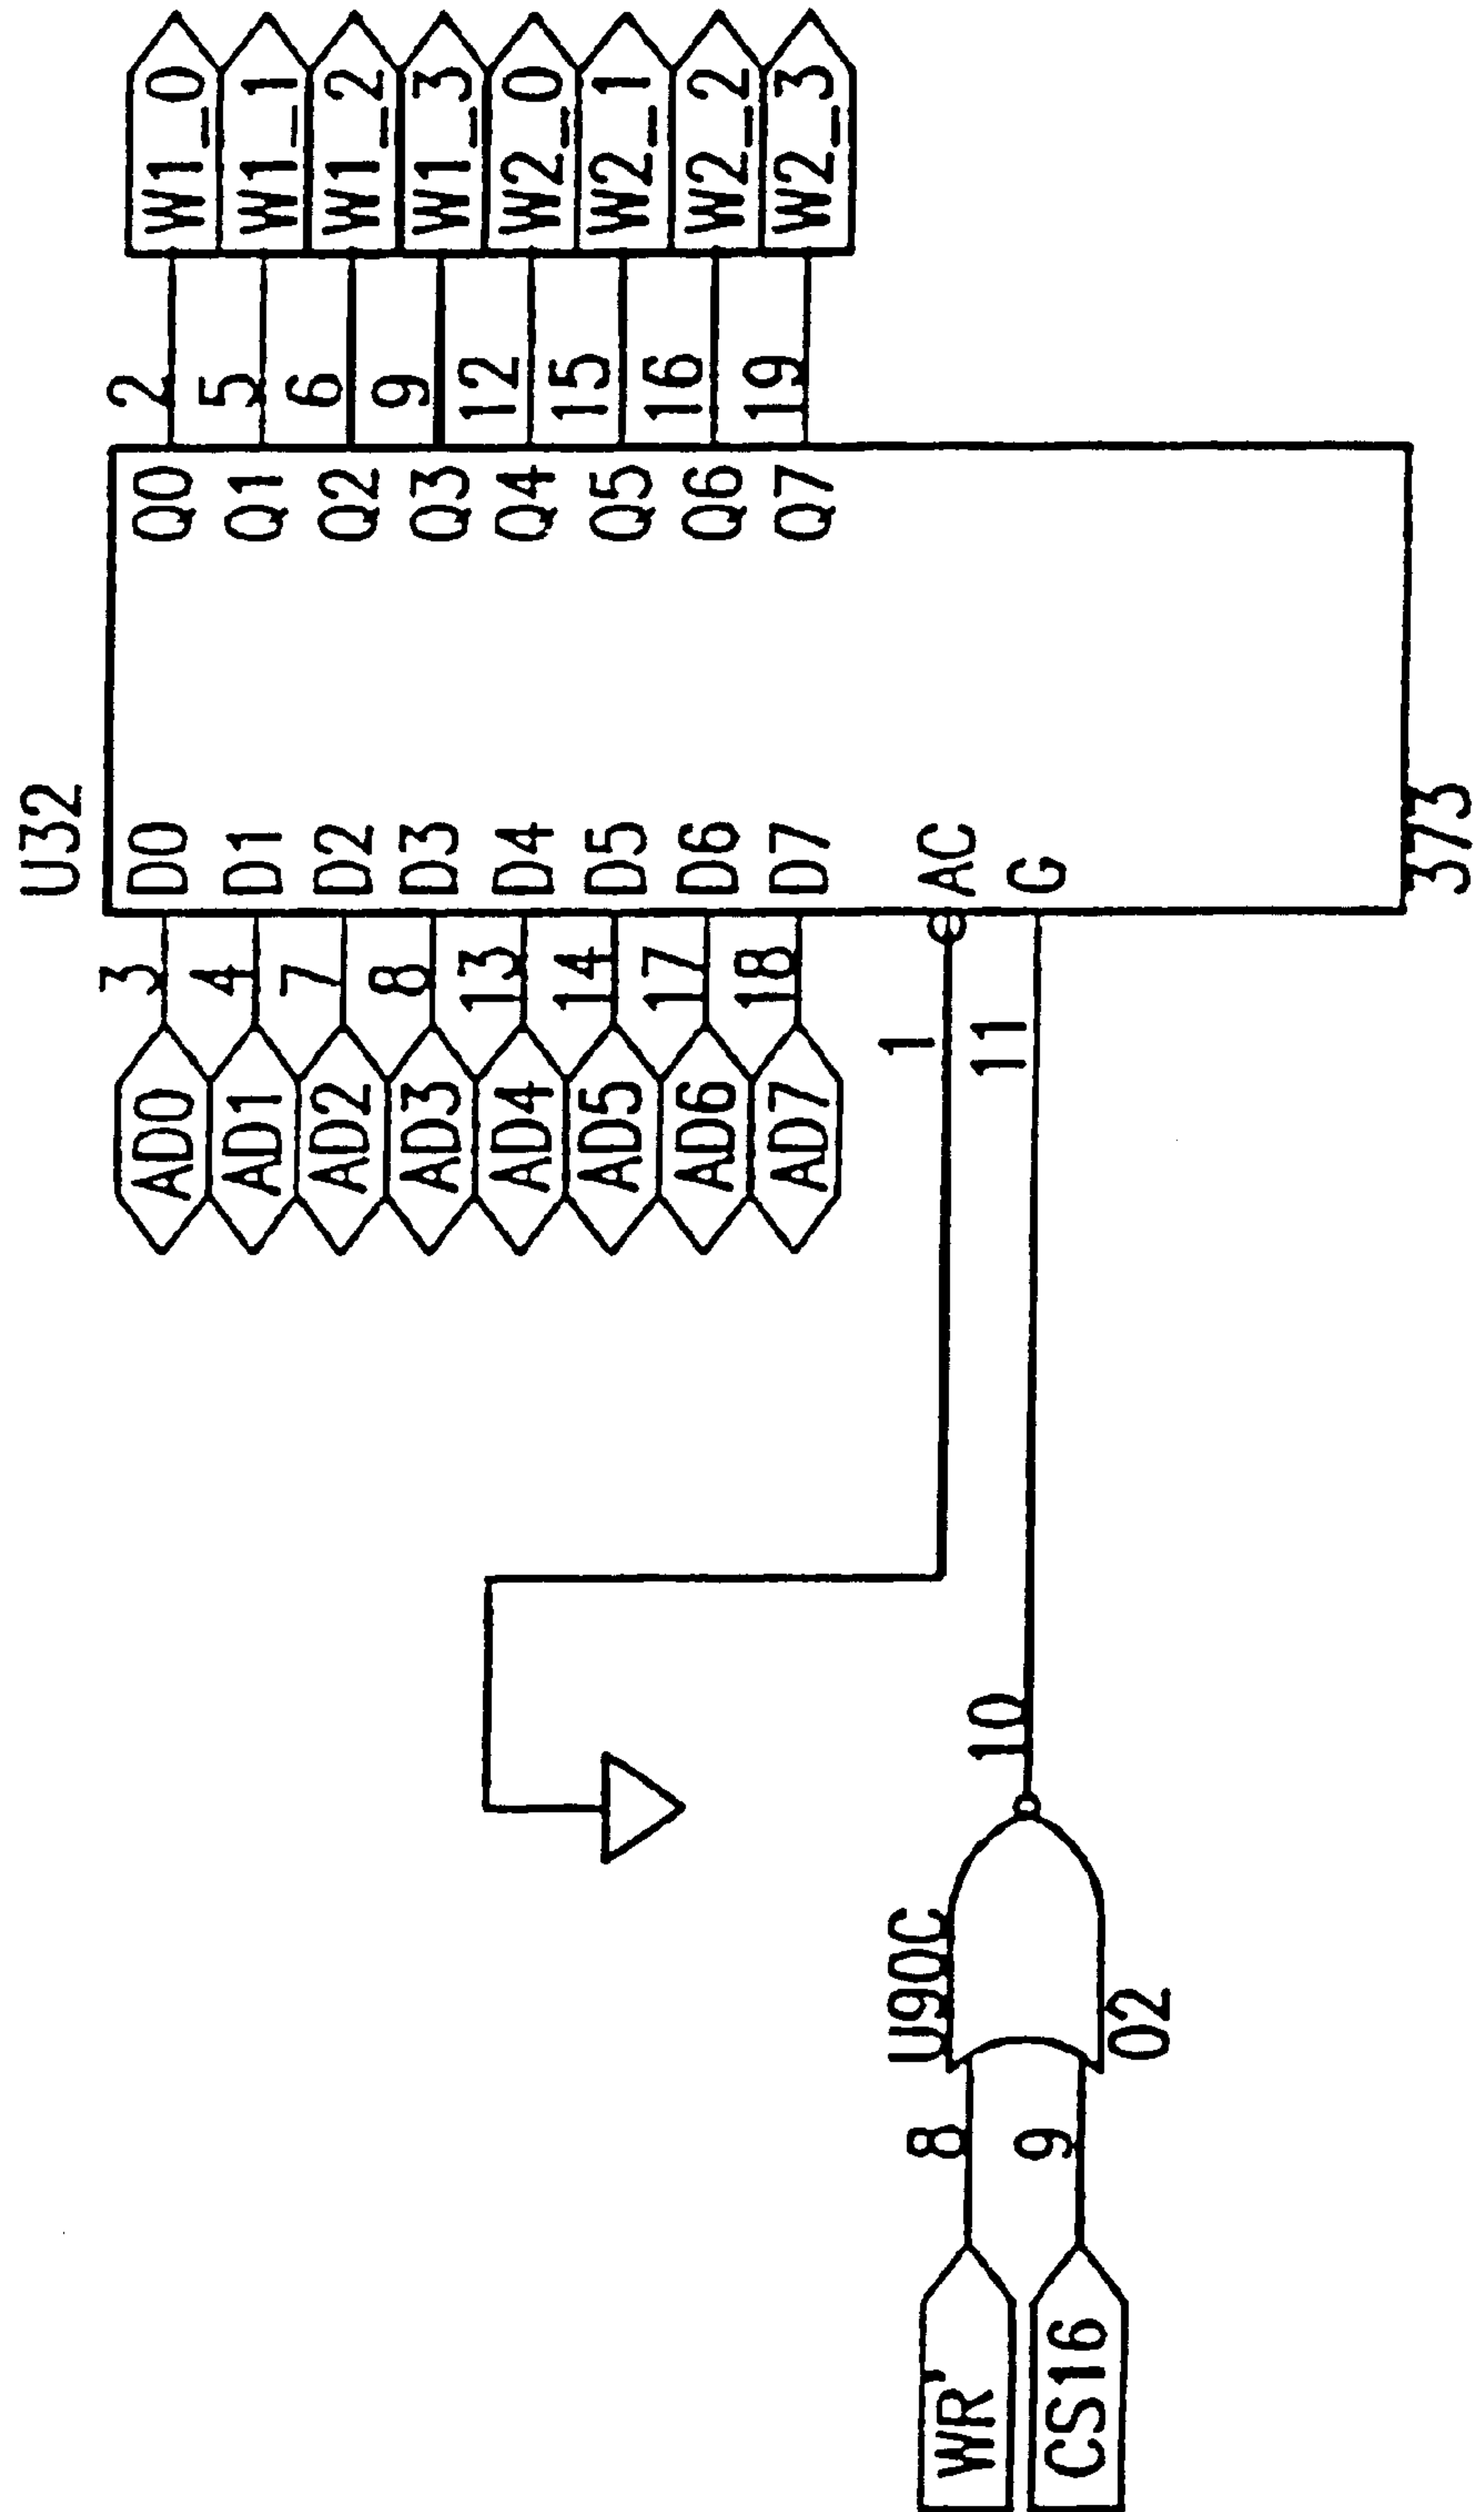 U32
AD0 3 D0 Q0 2 W1_0
AD1 4 D1 Q1 5 W1_1
AD2 7 D2 Q2 6 W1_2
AD3 8 D3 Q3 9 W1_3
AD4 13 D4 Q4 12 W2_0
AD5 14 D5 Q5 15 W2_1
AD6 17 D6 Q6 16 W2_2
AD7 18 D7 Q7 19 W2_3
U90C
WR' 8 1 AC
10 11 G
CS16 9
02
373